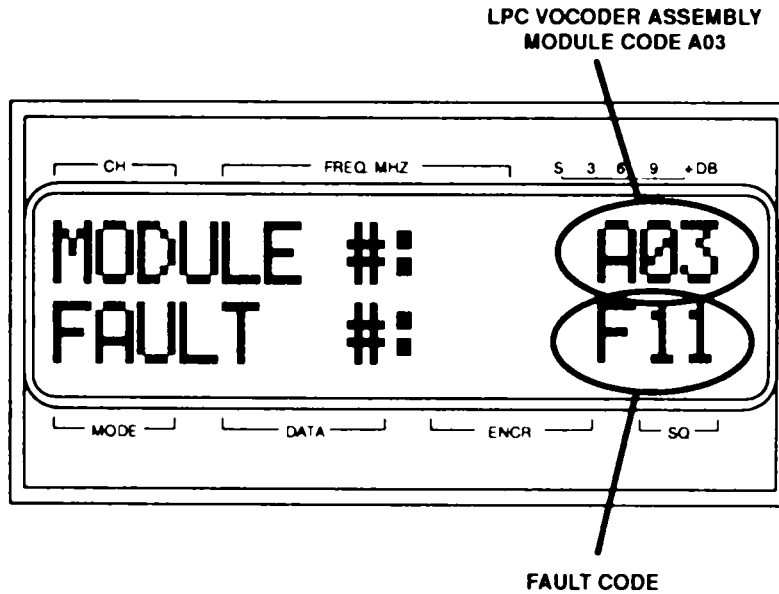 LPC VOCODER ASSEMBLY
MODULE CODE A03
CH FREQ MHZ S 3 6 9 +DB
MODULE #: A03
FAULT #: F11
MODE DATA ENCR SQ
FAULT CODE